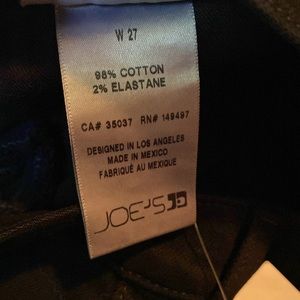 W 27
98% COTTON
2% ELASTANE
CA# 35037 RN# 149497
DESIGNED IN LOS ANGELES
MADE IN MEXICO
FABRIQUÉ AU MEXIQUE
JOE'S